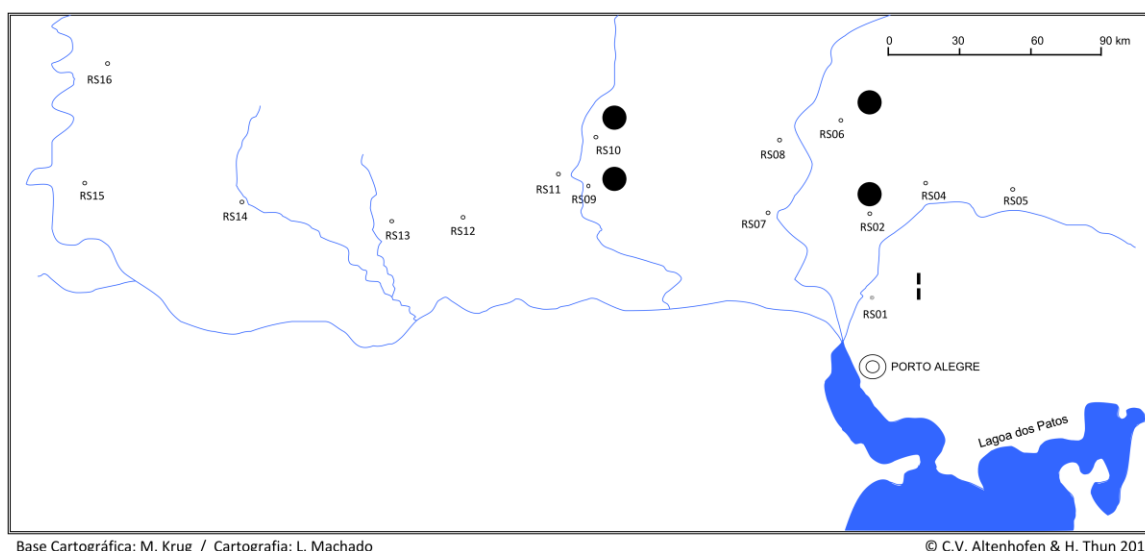 0 30 60 90 km
RS16
RS06
RS10
RS08
RS11
RS09
RS15
RS04
RS05
RS14
RS13
RS12
RS07
RS02
RS01
PORTO ALEGRE
Lagoa dos Patos
Base Cartográfica: M. Krug / Cartografia: L. Machado
© C.V. Altenhofen & H. Thun 201